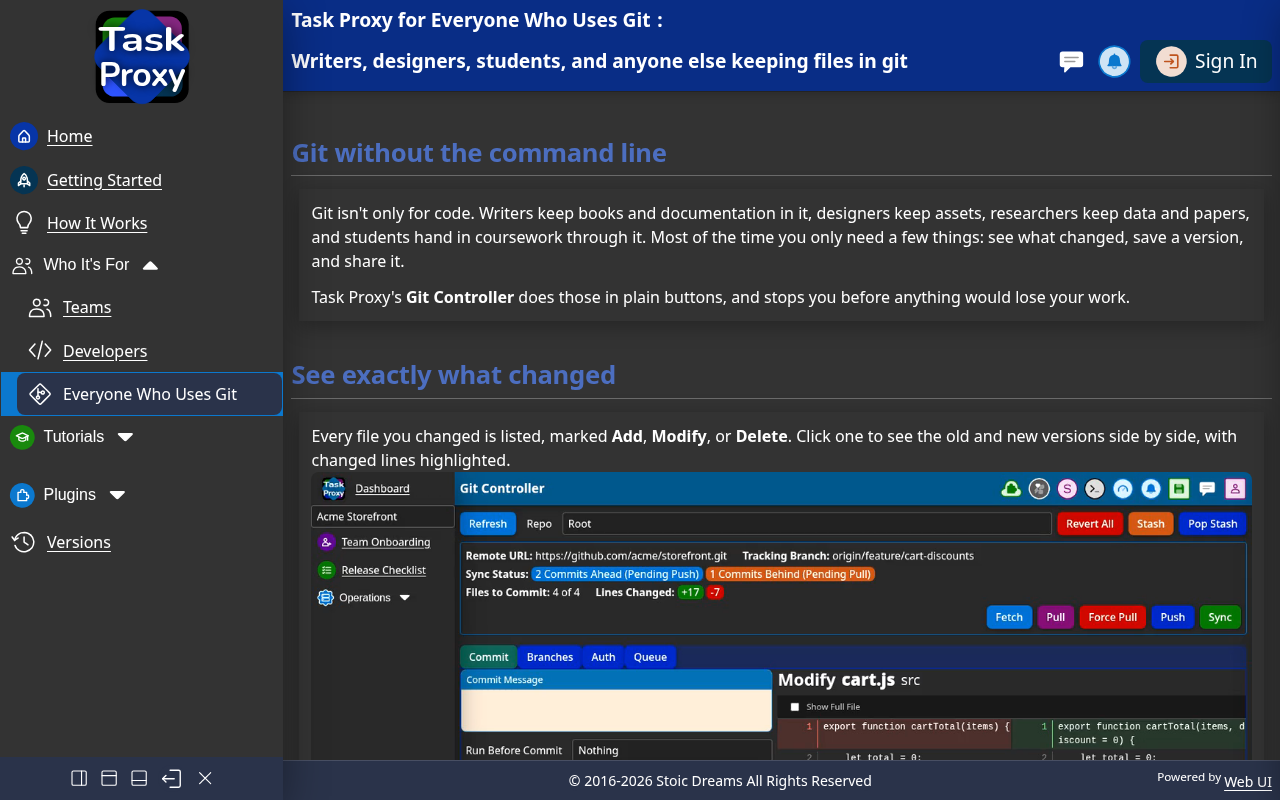 Task Proxy
Home
Getting Started
How It Works
Who It's For
Teams
Developers
Everyone Who Uses Git
Tutorials
Plugins
Versions
Task Proxy for Everyone Who Uses Git :
Writers, designers, students, and anyone else keeping files in git
Sign In
Git without the command line
Git isn't only for code. Writers keep books and documentation in it, designers keep assets, researchers keep data and papers,
and students hand in coursework through it. Most of the time you only need a few things: see what changed, save a version,
and share it.
Task Proxy's Git Controller does those in plain buttons, and stops you before anything would lose your work.
See exactly what changed
Every file you changed is listed, marked Add, Modify, or Delete. Click one to see the old and new versions side by side, with
changed lines highlighted.
Task Proxy
Dashboard
Acme Storefront
Team Onboarding
Release Checklist
Operations
Git Controller
S
Refresh Repo Root Revert All Stash Pop Stash
Remote URL: https://github.com/acme/storefront.git Tracking Branch: origin/feature/cart-discounts
Sync Status: 2 Commits Ahead (Pending Push) 1 Commits Behind (Pending Pull)
Files to Commit: 4 of 4 Lines Changed: +17 -7
Fetch Pull Force Pull Push Sync
Commit Branches Auth Queue
Commit Message
Run Before Commit Nothing
Modify cart.js src
Show Full File
1 export function cartTotal(items) { 1 export function cartTotal(items, d
iscount = 0) {
2 let total = 0; 2 let total = 0;
© 2016-2026 Stoic Dreams All Rights Reserved
Powered by Web UI